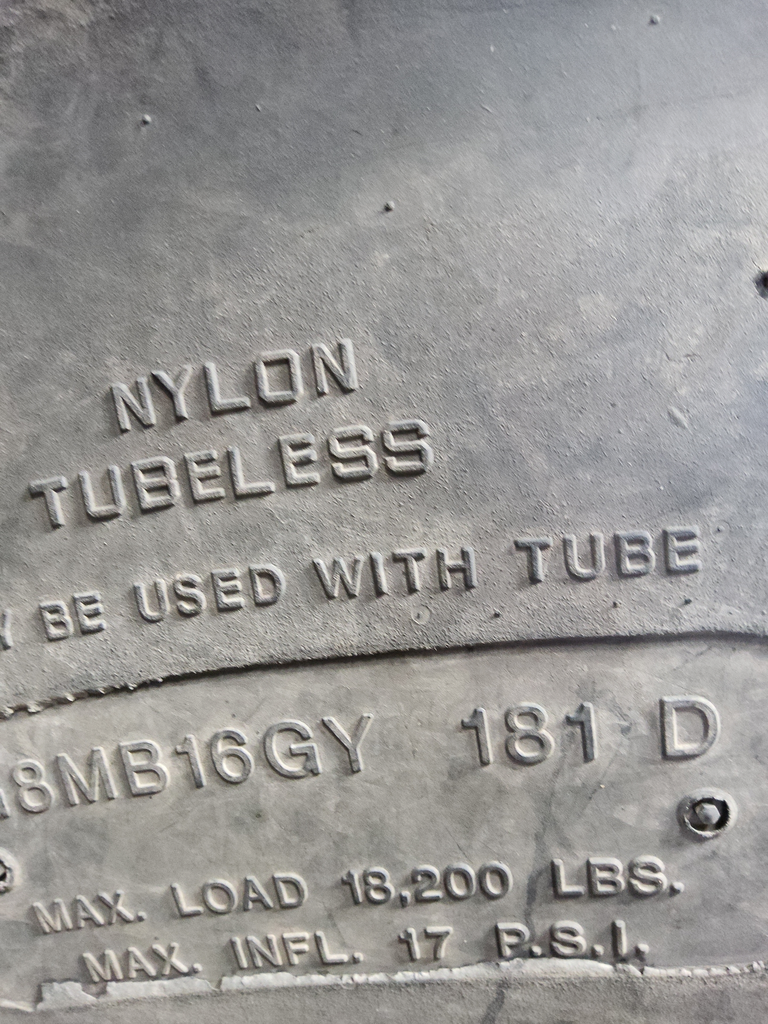 NYLON
TUBELESS
BE USED WITH TUBE
8MB16GY 181 D
MAX. LOAD 18,200 LBS.
MAX. INFL. 17 P.S.I.